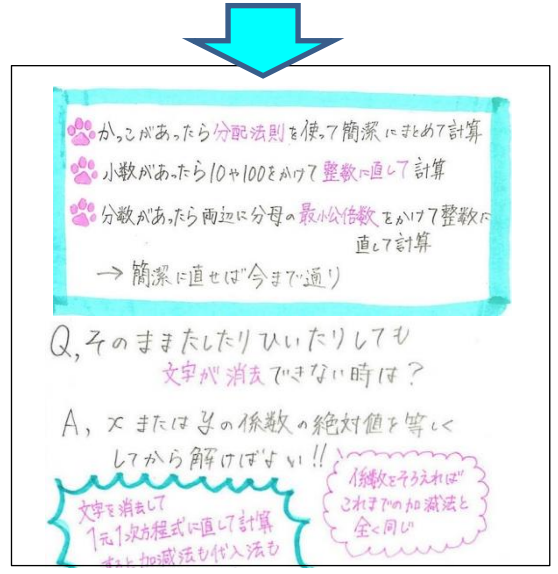 かっこがあったら分配法則を使って簡潔にまとめて計算
小数があったら10や100をかけて整数に直して計算
分数があったら両辺に分母の最小公倍数をかけて整数に
直して計算
→ 簡潔に直せば今まで通り
Q,そのままたしたりひいたりしても
文字が消去できない時は?
A, xまたはyの係数の絶対値を等しく
してから解けばよい!!
係数をそろえれば
これまでの加減法と
全く同じ
文字を消去して
1元1次方程式に直して計算
すると加減法も代入法も